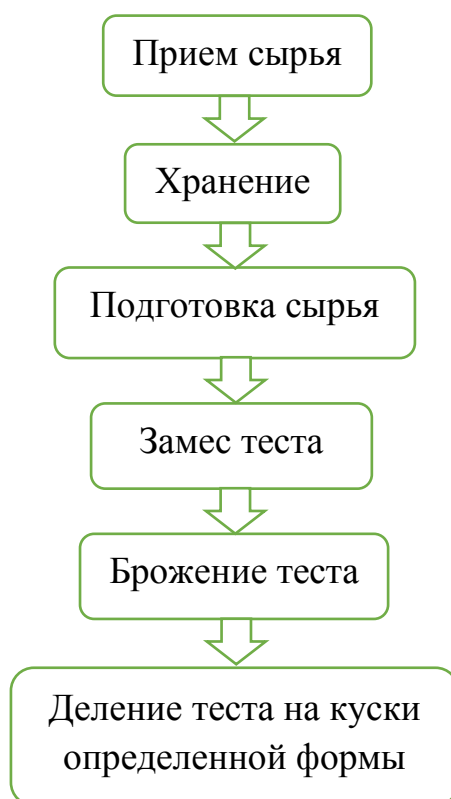 Прием сырья
Хранение
Подготовка сырья
Замес теста
Брожение теста
Деление теста на куски
определенной формы